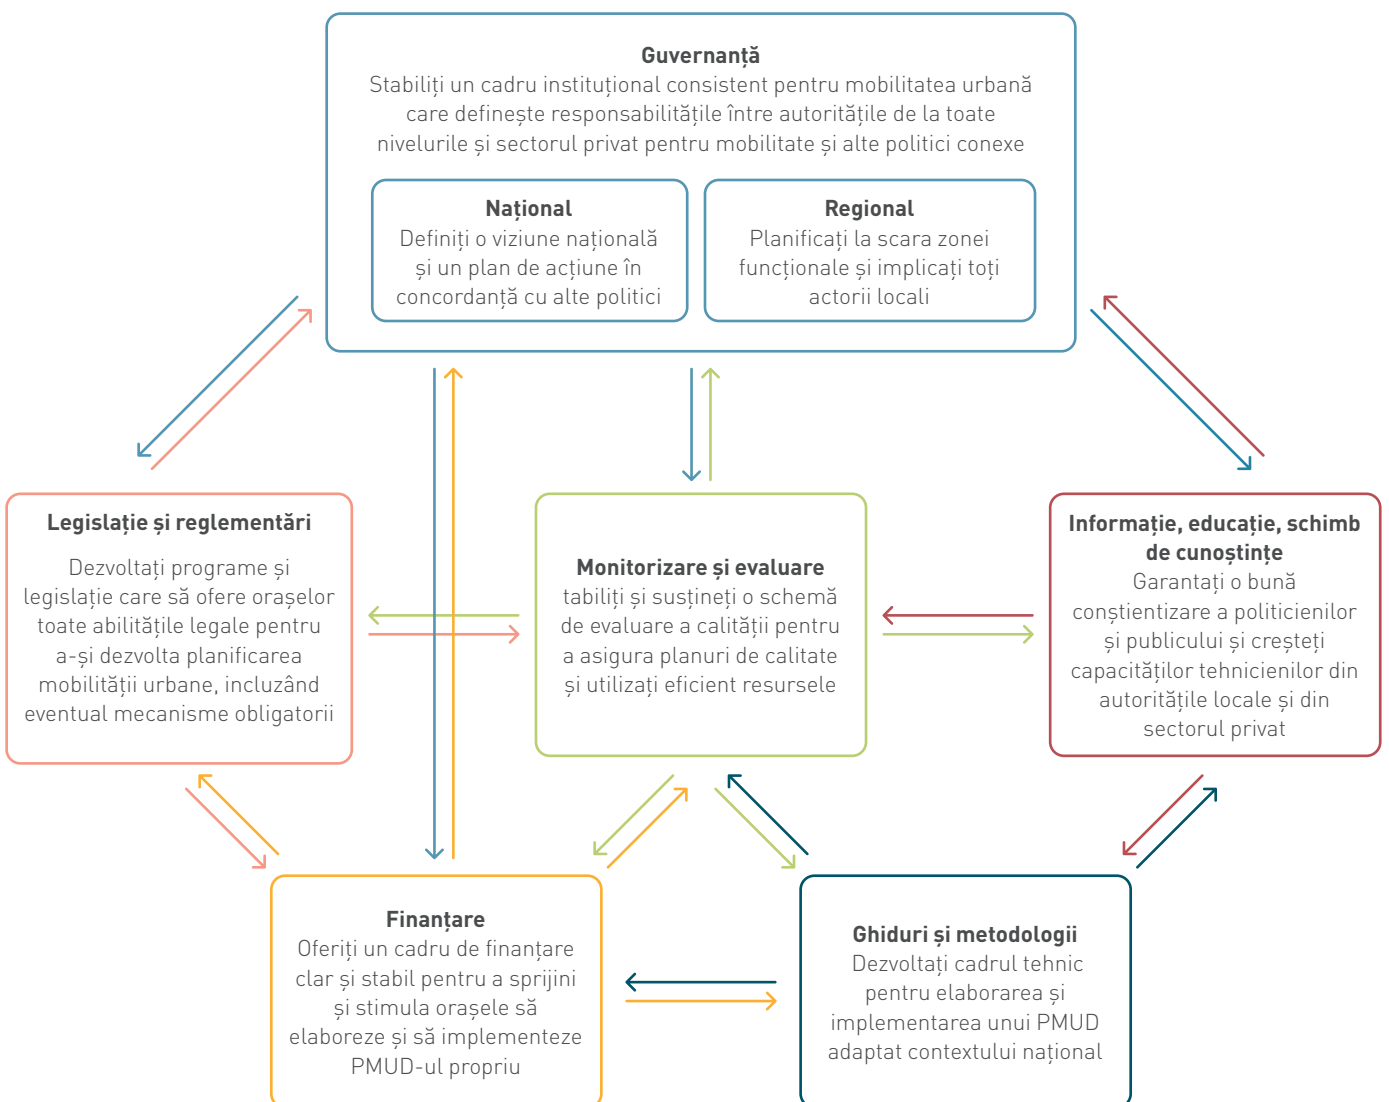 Guvernanță
Stabiliți un cadru instituțional consistent pentru mobilitatea urbană
care definește responsabilitățile între autoritățile de la toate
nivelurile și sectorul privat pentru mobilitate și alte politici conexe
Național
Definiți o viziune națională
și un plan de acțiune în
concordanță cu alte politici
Regional
Planificați la scara zonei
funcționale și implicați toți
actorii locali
Legislație și reglementări
Dezvoltați programe și
legislație care să ofere orașelor
toate abilitățile legale pentru
a-și dezvolta planificarea
mobilității urbane, incluzând
eventual mecanisme obligatorii
Monitorizare și evaluare
tabiliți și susțineți o schemă
de evaluare a calității pentru
a asigura planuri de calitate
și utilizați eficient resursele
Informație, educație, schimb
de cunoștințe
Garantați o bună
conștientizare a politicienilor
și publicului și creșteți
capacităților tehnicienilor din
autoritățile locale și din
sectorul privat
Finanțare
Oferiți un cadru de finanțare
clar și stabil pentru a sprijini
și stimula orașele să
elaboreze și să implementeze
PMUD-ul propriu
Ghiduri și metodologii
Dezvoltați cadrul tehnic
pentru elaborarea și
implementarea unui PMUD
adaptat contextului național